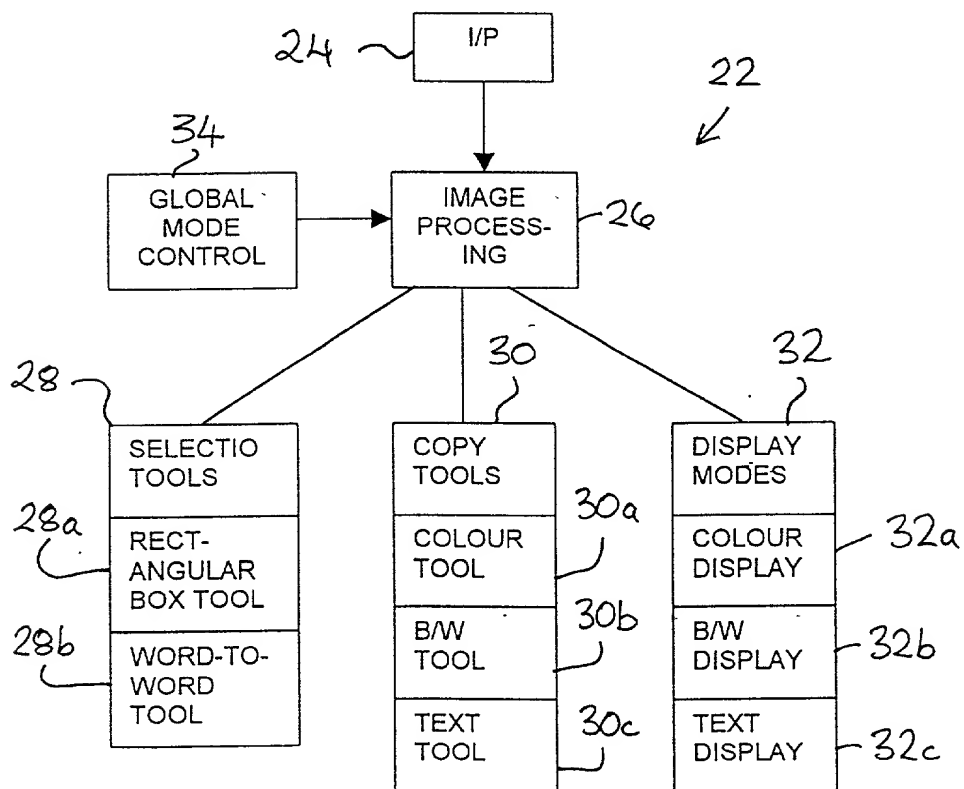 I/P
24
22
34
GLOBAL
MODE
CONTROL
IMAGE
PROCESS-
ING
26
28
SELECTIO
TOOLS
28a
RECT-
ANGULAR
BOX TOOL
28b
WORD-TO-
WORD
TOOL
30
COPY
TOOLS
30a
COLOUR
TOOL
30b
B/W
TOOL
30c
TEXT
TOOL
32
DISPLAY
MODES
32a
COLOUR
DISPLAY
32b
B/W
DISPLAY
32c
TEXT
DISPLAY